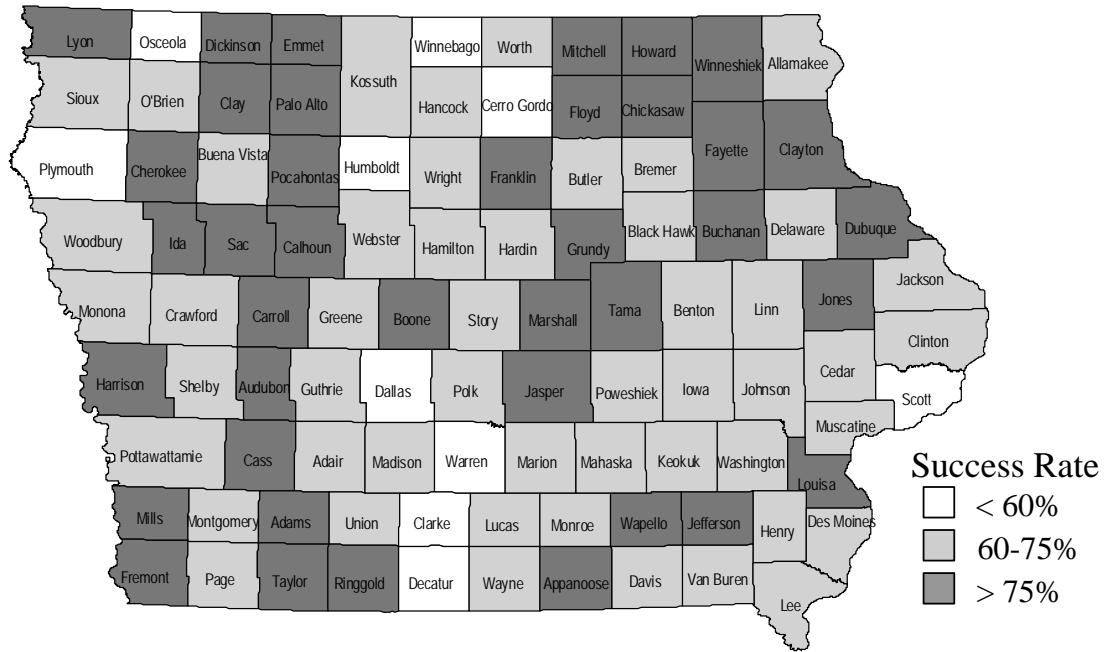 Lyon
Osceola
Dickinson
Emmet
Kossuth
Winnebago
Worth
Mitchell
Howard
Winneshiek
Allamakee
Sioux
O'Brien
Clay
Palo Alto
Hancock
Cerro Gordo
Floyd
Chickasaw
Plymouth
Cherokee
Buena Vista
Pocahontas
Humboldt
Wright
Franklin
Butler
Bremer
Fayette
Clayton
Woodbury
Ida
Sac
Calhoun
Webster
Hamilton
Hardin
Grundy
Black Hawk
Buchanan
Delaware
Dubuque
Monona
Crawford
Carroll
Greene
Boone
Story
Marshall
Tama
Benton
Linn
Jones
Jackson
Clinton
Harrison
Shelby
Audubon
Guthrie
Dallas
Polk
Jasper
Poweshiek
Iowa
Johnson
Cedar
Scott
Muscatine
Pottawattamie
Cass
Adair
Madison
Warren
Marion
Mahaska
Keokuk
Washington
Louisa
Mills
Montgomery
Adams
Union
Clarke
Lucas
Monroe
Wapello
Jefferson
Henry
Des Moines
Fremont
Page
Taylor
Ringgold
Decatur
Wayne
Appanoose
Davis
Van Buren
Lee
Success Rate
< 60%
60-75%
> 75%